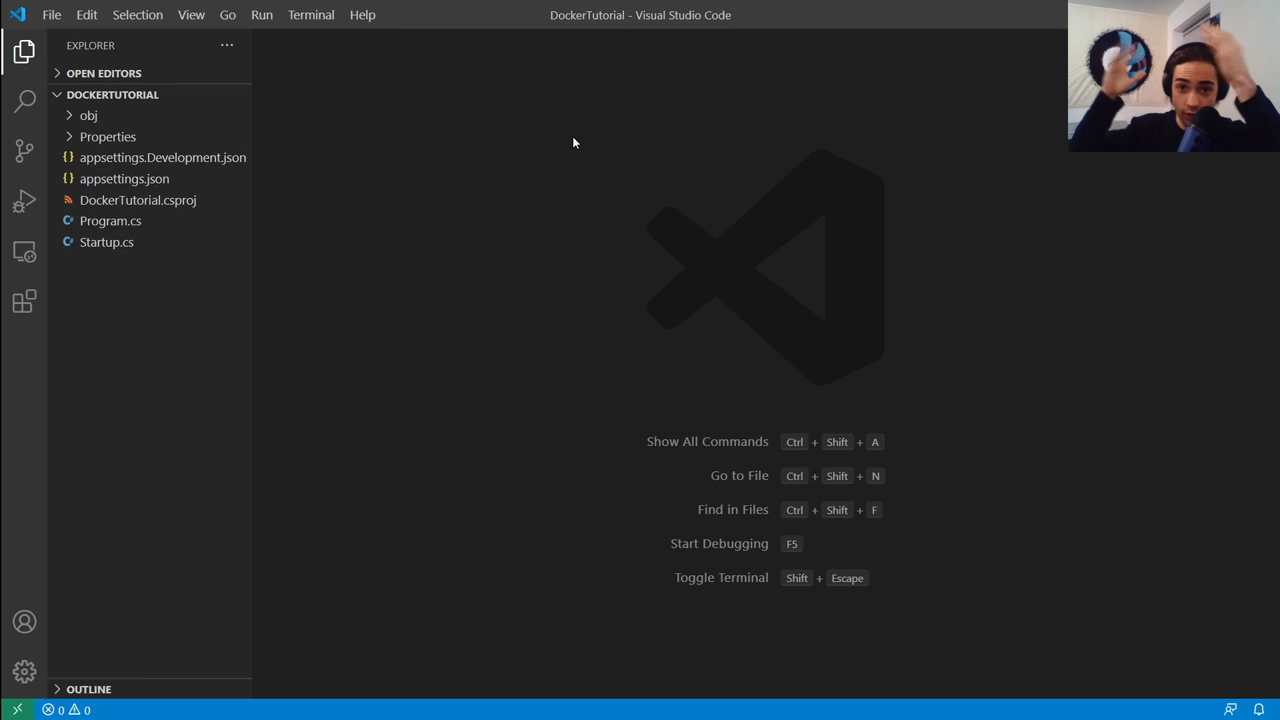 File Edit Selection View Go Run Terminal Help
DockerTutorial - Visual Studio Code
EXPLORER
OPEN EDITORS
DOCKERTUTORIAL
obj
Properties
{} appsettings.Development.json
{} appsettings.json
DockerTutorial.csproj
C# Program.cs
C# Startup.cs
Show All Commands Ctrl + Shift + A
Go to File Ctrl + Shift + N
Find in Files Ctrl + Shift + F
Start Debugging F5
Toggle Terminal Shift + Escape
OUTLINE
0 0